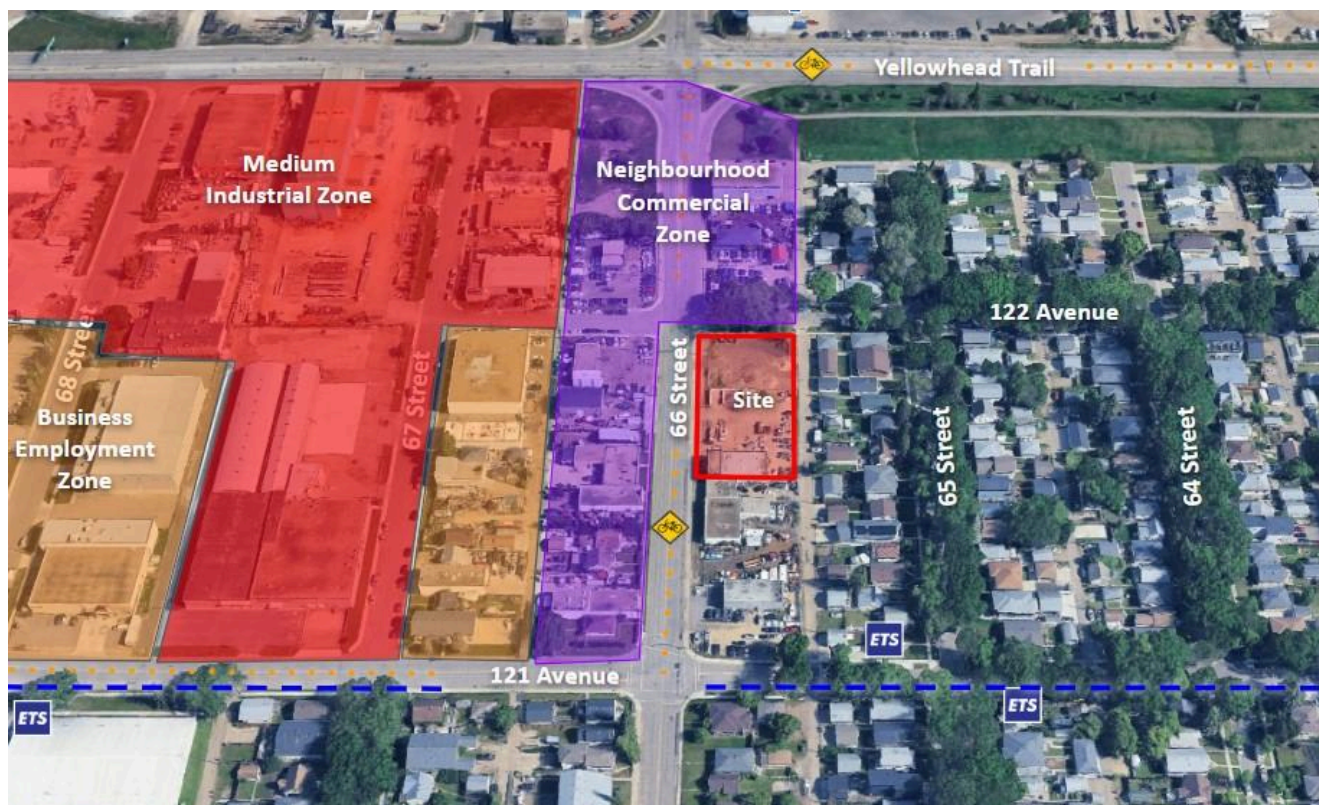 Yellowhead Trail
Medium
Industrial Zone
Neighbourhood
Commercial
Zone
122 Avenue
68 Street
67 Street
66 Street
Site
65 Street
64 Street
Business
Employment
Zone
ETS
121 Avenue
ETS
ETS